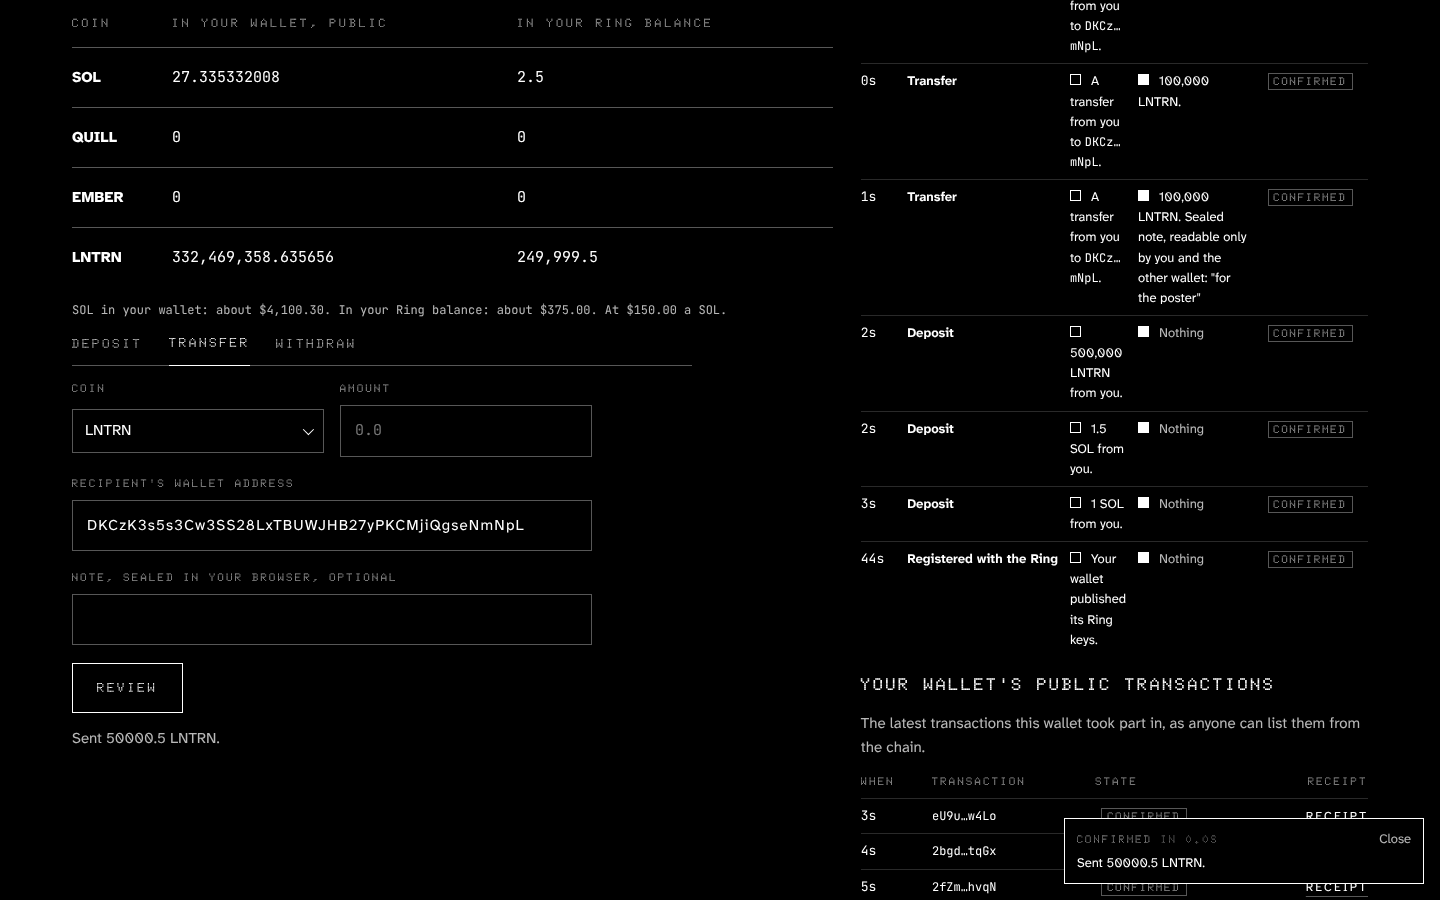 COIN IN YOUR WALLET, PUBLIC IN YOUR RING BALANCE
SOL 27.335332008 2.5
QUILL 0 0
EMBER 0 0
LNTRN 332,469,358.635656 249,999.5
SOL in your wallet: about $4,100.30. In your Ring balance: about $375.00. At $150.00 a SOL.
DEPOSIT TRANSFER WITHDRAW
COIN AMOUNT
LNTRN 0.0
RECIPIENT'S WALLET ADDRESS
DKCzK3s5s3Cw3SS28LxTBUWJHB27yPKCMjiQgseNmNpL
NOTE, SEALED IN YOUR BROWSER, OPTIONAL
REVIEW
Sent 50000.5 LNTRN.
from you
to DKCz…
mNpL.
0s Transfer A 100,000 CONFIRMED
transfer LNTRN.
from you
to DKCz…
mNpL.
1s Transfer A 100,000 CONFIRMED
transfer LNTRN. Sealed
from you note, readable only
to DKCz… by you and the
mNpL. other wallet: "for
the poster"
2s Deposit Nothing CONFIRMED
500,000
LNTRN
from you.
2s Deposit 1.5 Nothing CONFIRMED
SOL from
you.
3s Deposit 1 SOL Nothing CONFIRMED
from you.
44s Registered with the Ring Your Nothing CONFIRMED
wallet
published
its Ring
keys.
YOUR WALLET'S PUBLIC TRANSACTIONS
The latest transactions this wallet took part in, as anyone can list them from
the chain.
WHEN TRANSACTION STATE RECEIPT
3s eU9u…w4Lo CONFIRMED RECEIPT
4s 2bgd…tqGx
5s 2fZm…hvqN CONFIRMED RECEIPT
CONFIRMED IN 0.0S Close
Sent 50000.5 LNTRN.